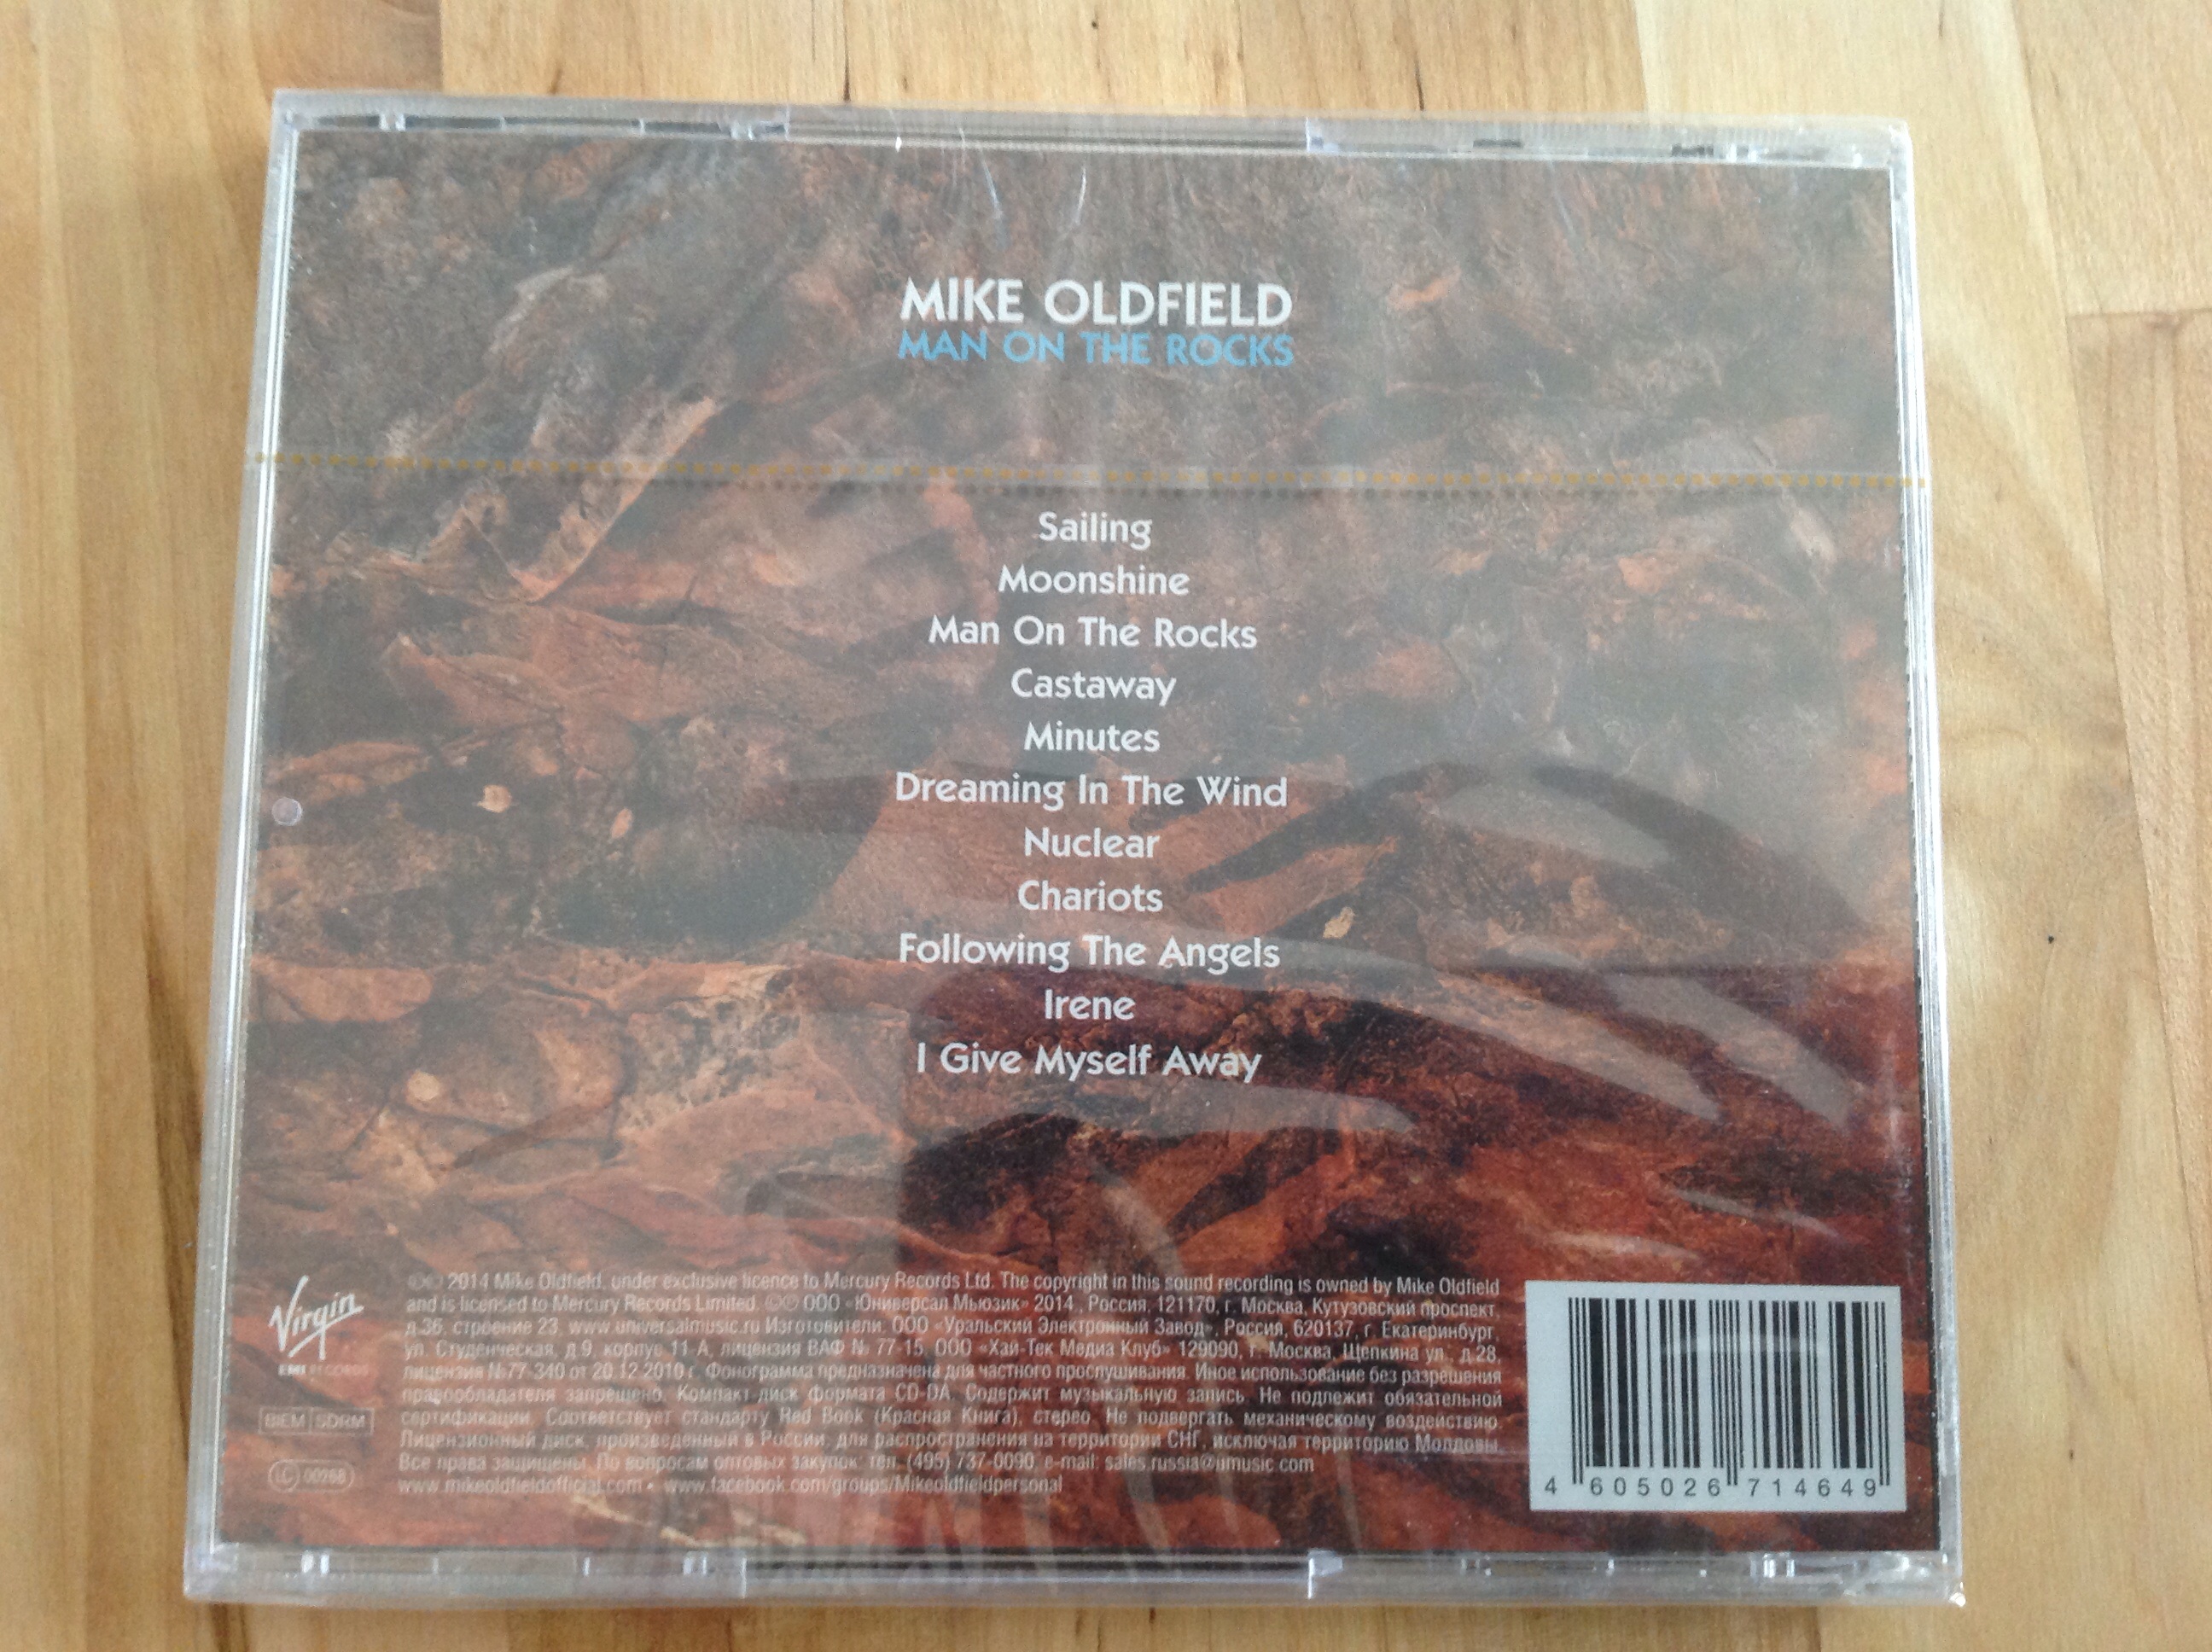 MIKE OLDFIELD
MAN ON THE ROCKS
Sailing
Moonshine
Man On The Rocks
Castaway
Minutes
Dreaming In The Wind
Nuclear
Chariots
Following The Angels
Irene
I Give Myself Away
Virgin
EMI RECORDS
BIEM SDRM
LC 00268
℗© 2014 Mike Oldfield, under exclusive licence to Mercury Records Ltd. The copyright in this sound recording is owned by Mike Oldfield
and is licensed to Mercury Records Limited. ©℗ ООО «Юниверсал Мьюзик» 2014, Россия, 121170, г. Москва, Кутузовский проспект,
д.36, строение 23, www.universalmusic.ru Изготовители: ООО «Уральский Электронный Завод», Россия, 620137, г. Екатеринбург,
ул. Студенческая, д.9, корпус 11-А, лицензия ВАФ № 77-15, ООО «Хай-Тек Медиа Клуб» 129090, г. Москва, Щепкина ул., д.28,
лицензия №77-340 от 20.12.2010 г. Фонограмма предназначена для частного прослушивания. Иное использование без разрешения
правообладателя запрещено. Компакт-диск формата CD-DA. Содержит музыкальную запись. Не подлежит обязательной
сертификации. Соответствует стандарту Red Book (Красная Книга), стерео. Не подвергать механическому воздействию.
Лицензионный диск, произведенный в России, для распространения на территории СНГ, исключая территорию Молдовы.
Все права защищены. По вопросам оптовых закупок: тел. (495) 737-0090, e-mail: sales.russia@umusic.com
www.mikeoldfieldofficial.com • www.facebook.com/groups/Mikeoldfieldpersonal
4 605026 714649